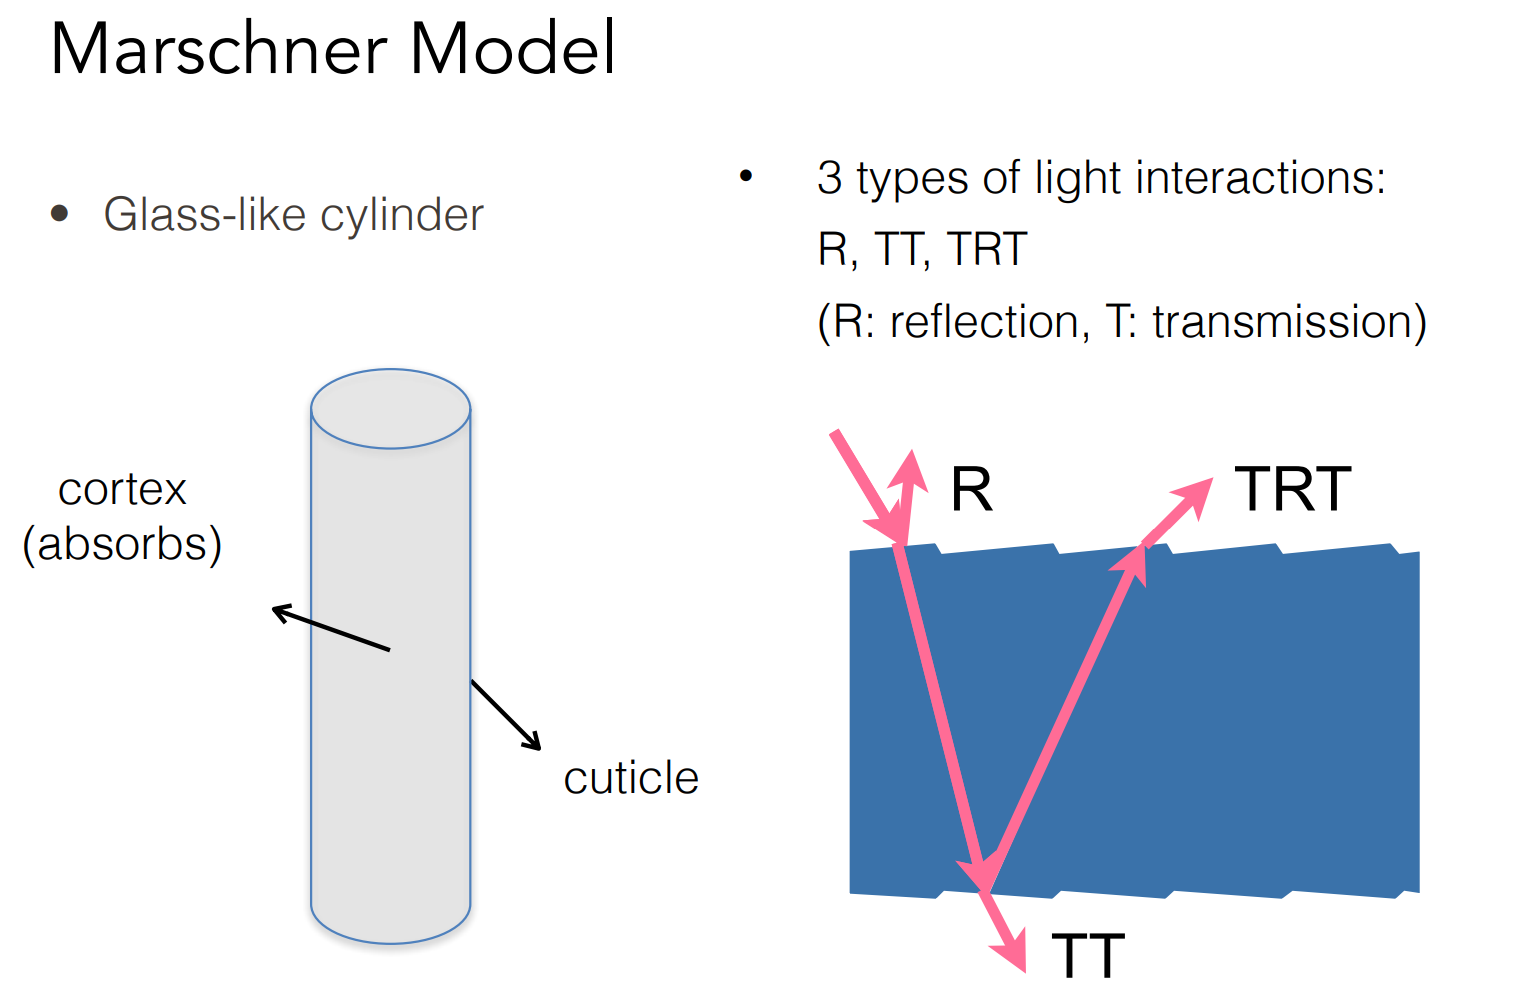 Marschner Model
• Glass-like cylinder
cortex
(absorbs)
cuticle
• 3 types of light interactions:
R, TT, TRT
(R: reflection, T: transmission)
R
TRT
TT